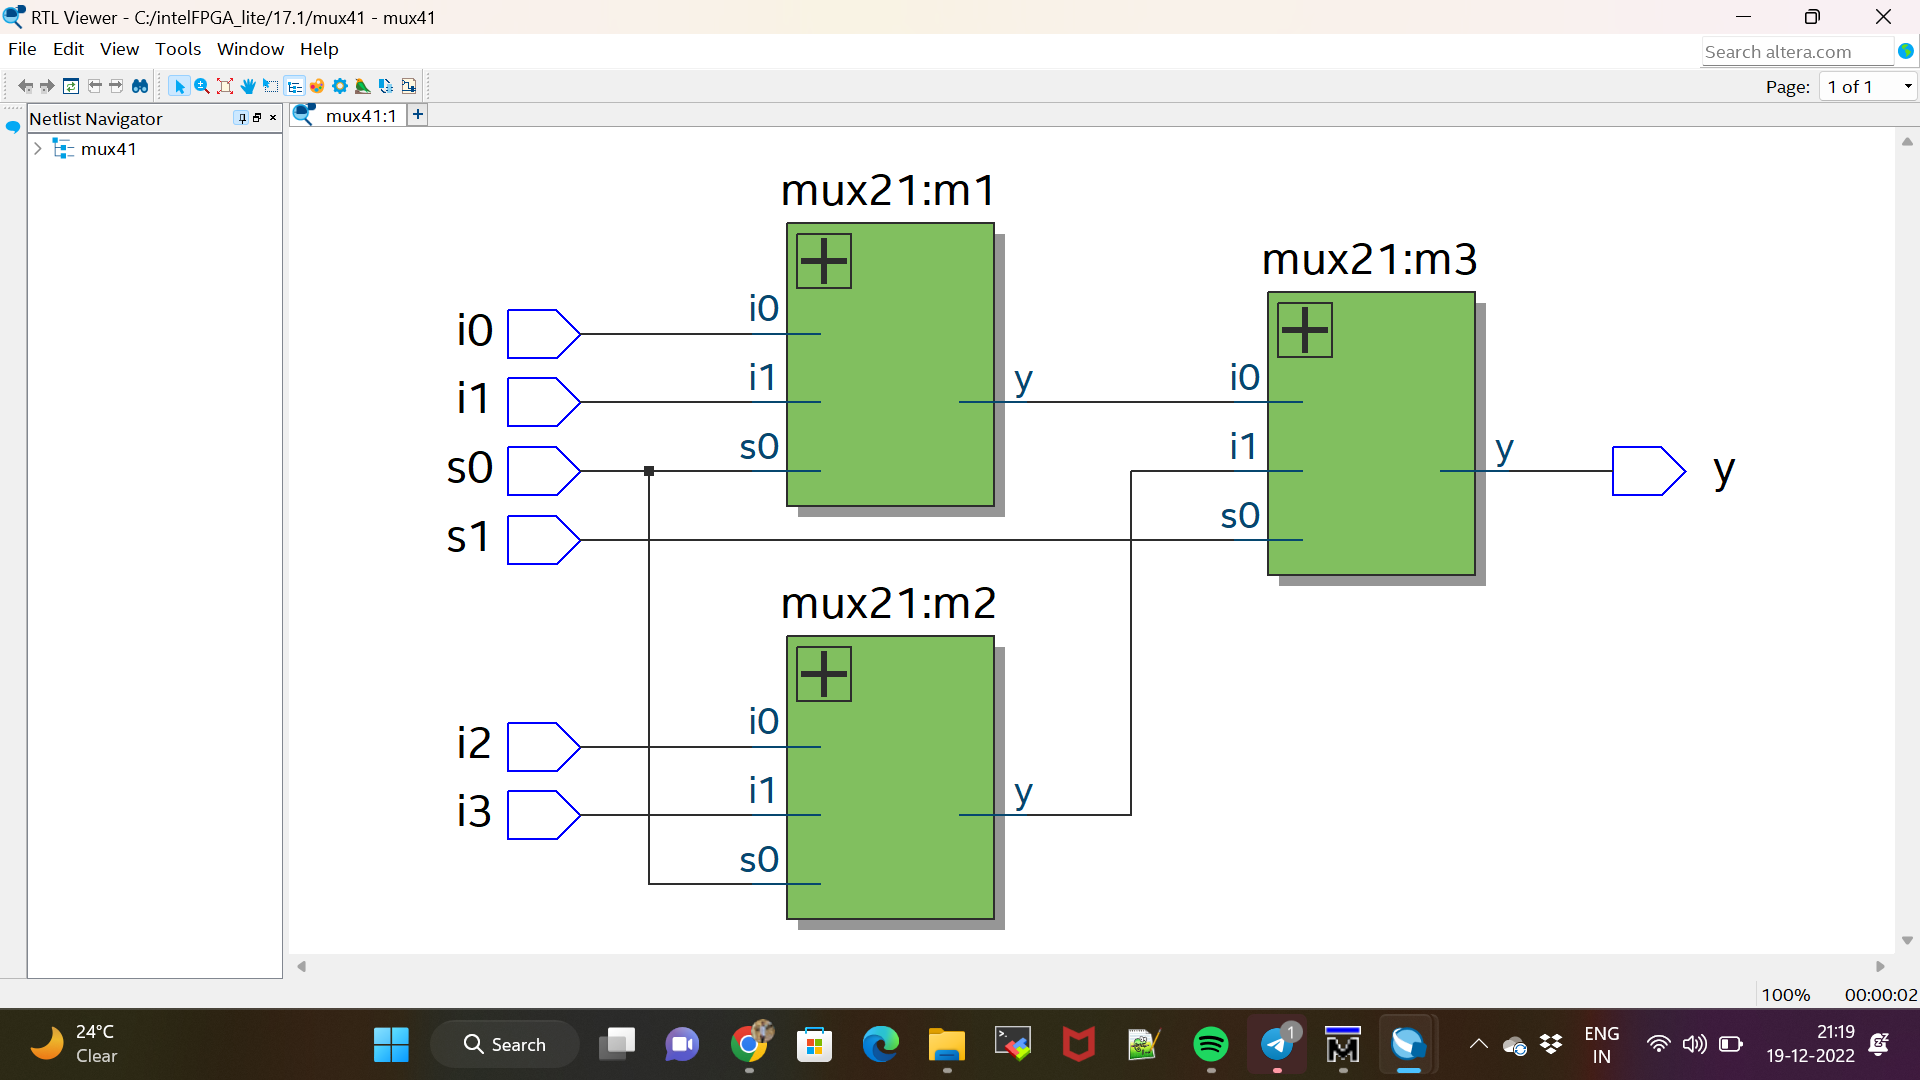 RTL Viewer - C:/intelFPGA_lite/17.1/mux41 - mux41
File Edit View Tools Window Help
Search altera.com
Page: 1 of 1
Netlist Navigator
mux41:1 +
mux41
mux21:m1
mux21:m3
i0 i0
i1 i1 y i0
s0 s0 i1 y y
s1 s0
mux21:m2
i2 i0
i3 i1 y
s0
100% 00:00:02
24°C
Clear
Search
1
ENG
IN
21:19
19-12-2022